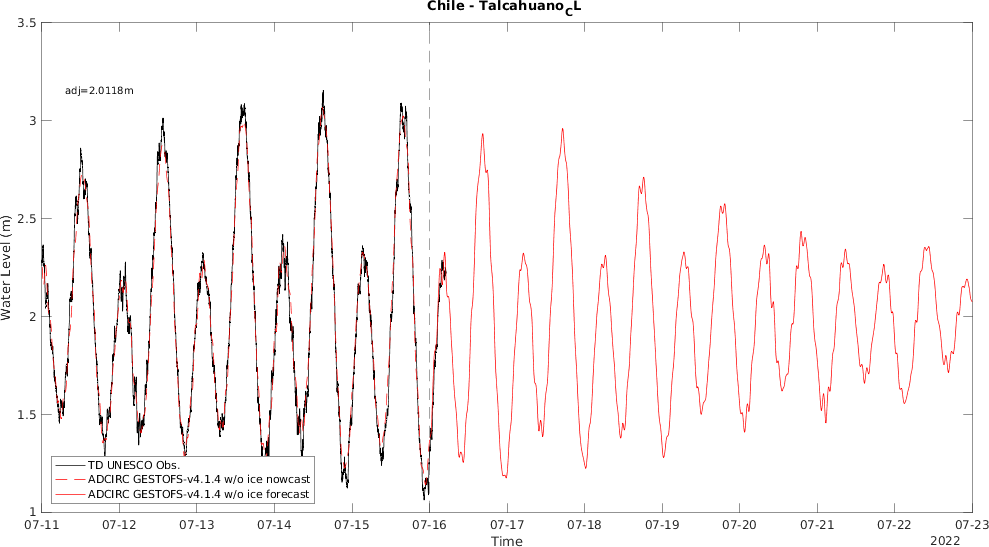 Chile - Talcahuano_CL
adj=2.0118m
3.5
3
2.5
2
1.5
1
Water Level (m)
TD UNESCO Obs.
ADCIRC GESTOFS-v4.1.4 w/o ice nowcast
ADCIRC GESTOFS-v4.1.4 w/o ice forecast
07-11 07-12 07-13 07-14 07-15 07-16 07-17 07-18 07-19 07-20 07-21 07-22 07-23
Time
2022